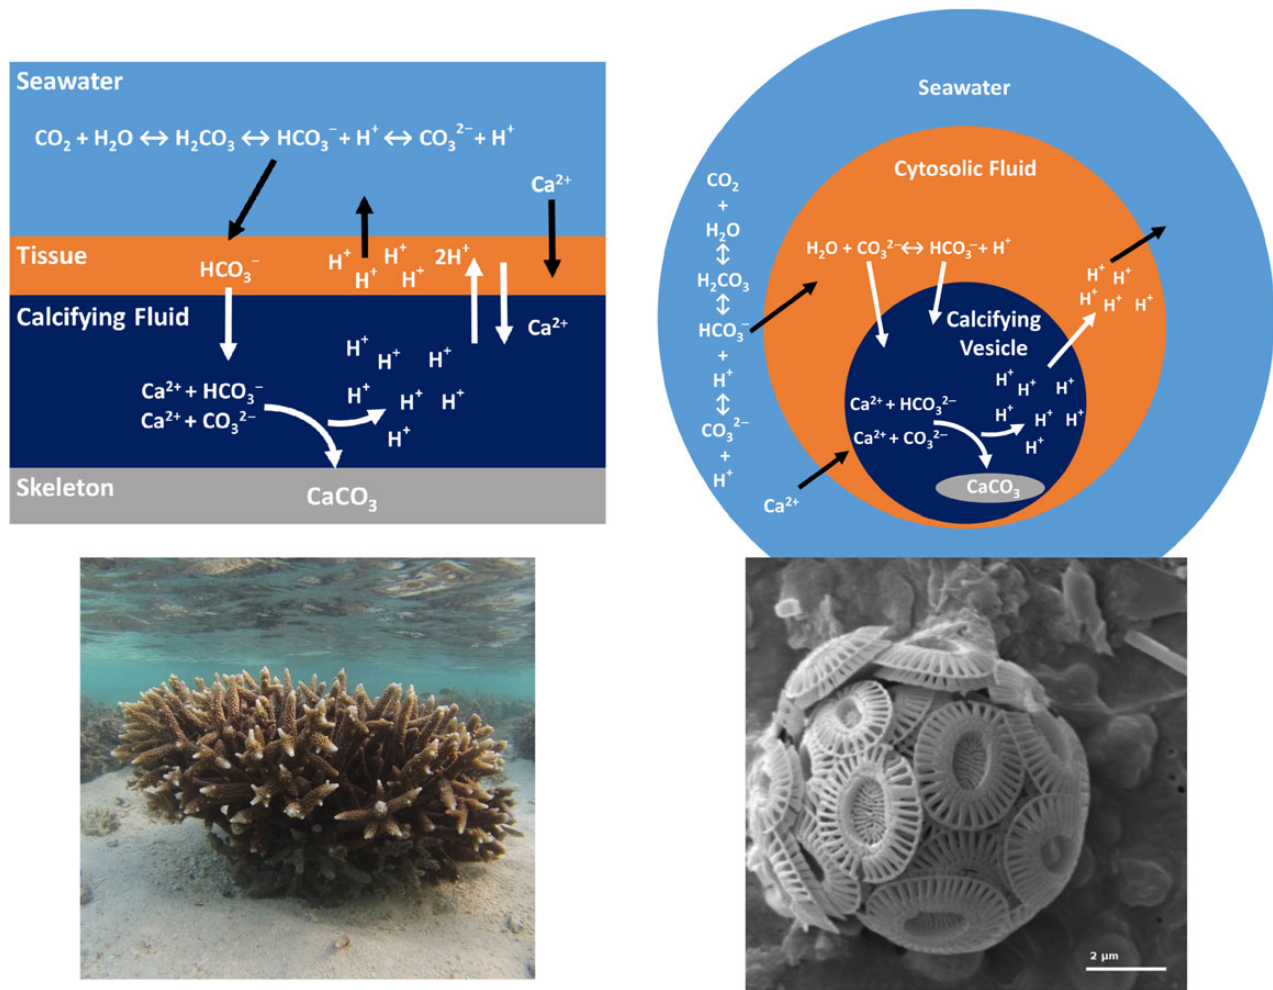 Seawater
CO₂ + H₂O ↔ H₂CO₃ ↔ HCO₃⁻ + H⁺ ↔ CO₃²⁻ + H⁺
Ca²⁺
Tissue
HCO₃⁻
H⁺ H⁺ H⁺ H⁺
2H⁺
Calcifying Fluid
Ca²⁺
H⁺ H⁺ H⁺
H⁺ H⁺ H⁺
H⁺
Ca²⁺ + HCO₃⁻
Ca²⁺ + CO₃²⁻
Skeleton
CaCO₃
Seawater
Cytosolic Fluid
CO₂
+
H₂O
↕
H₂CO₃
↕
HCO₃⁻
+
H⁺
↕
CO₃²⁻
+
H⁺
Ca²⁺
H₂O + CO₃²⁻ ↔ HCO₃⁻ + H⁺
H⁺ H⁺
H⁺ H⁺ H⁺
Calcifying
Vesicle
H⁺ H⁺ H⁺
H⁺ H⁺ H⁺
H⁺
Ca²⁺ + HCO₃²⁻
Ca²⁺ + CO₃²⁻
CaCO₃
2 μm